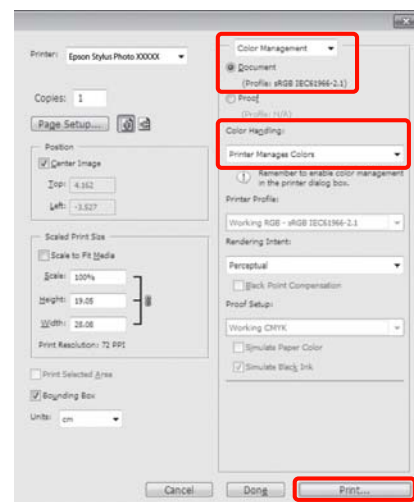 Printer: Epson Stylus Photo XXXXX
Copies: 1
Page Setup...
Position
Center Image
Top: 4.162
Left: -3.527
Scaled Print Size
Scale to Fit Media
Scale: 100%
Height: 19.05
Width: 28.08
Print Resolution: 72 PPI
Print Selected Area
Bounding Box
Units: cm
Color Management
Document
(Profile: sRGB IEC61966-2.1)
Proof
(Profile: N/A)
Color Handling:
Printer Manages Colors
Remember to enable color management
in the printer dialog box.
Printer Profile:
Working RGB - sRGB IEC61966-2.1
Rendering Intent:
Perceptual
Black Point Compensation
Proof Setup:
Working CMYK
Simulate Paper Color
Simulate Black Ink
Cancel
Done
Print...